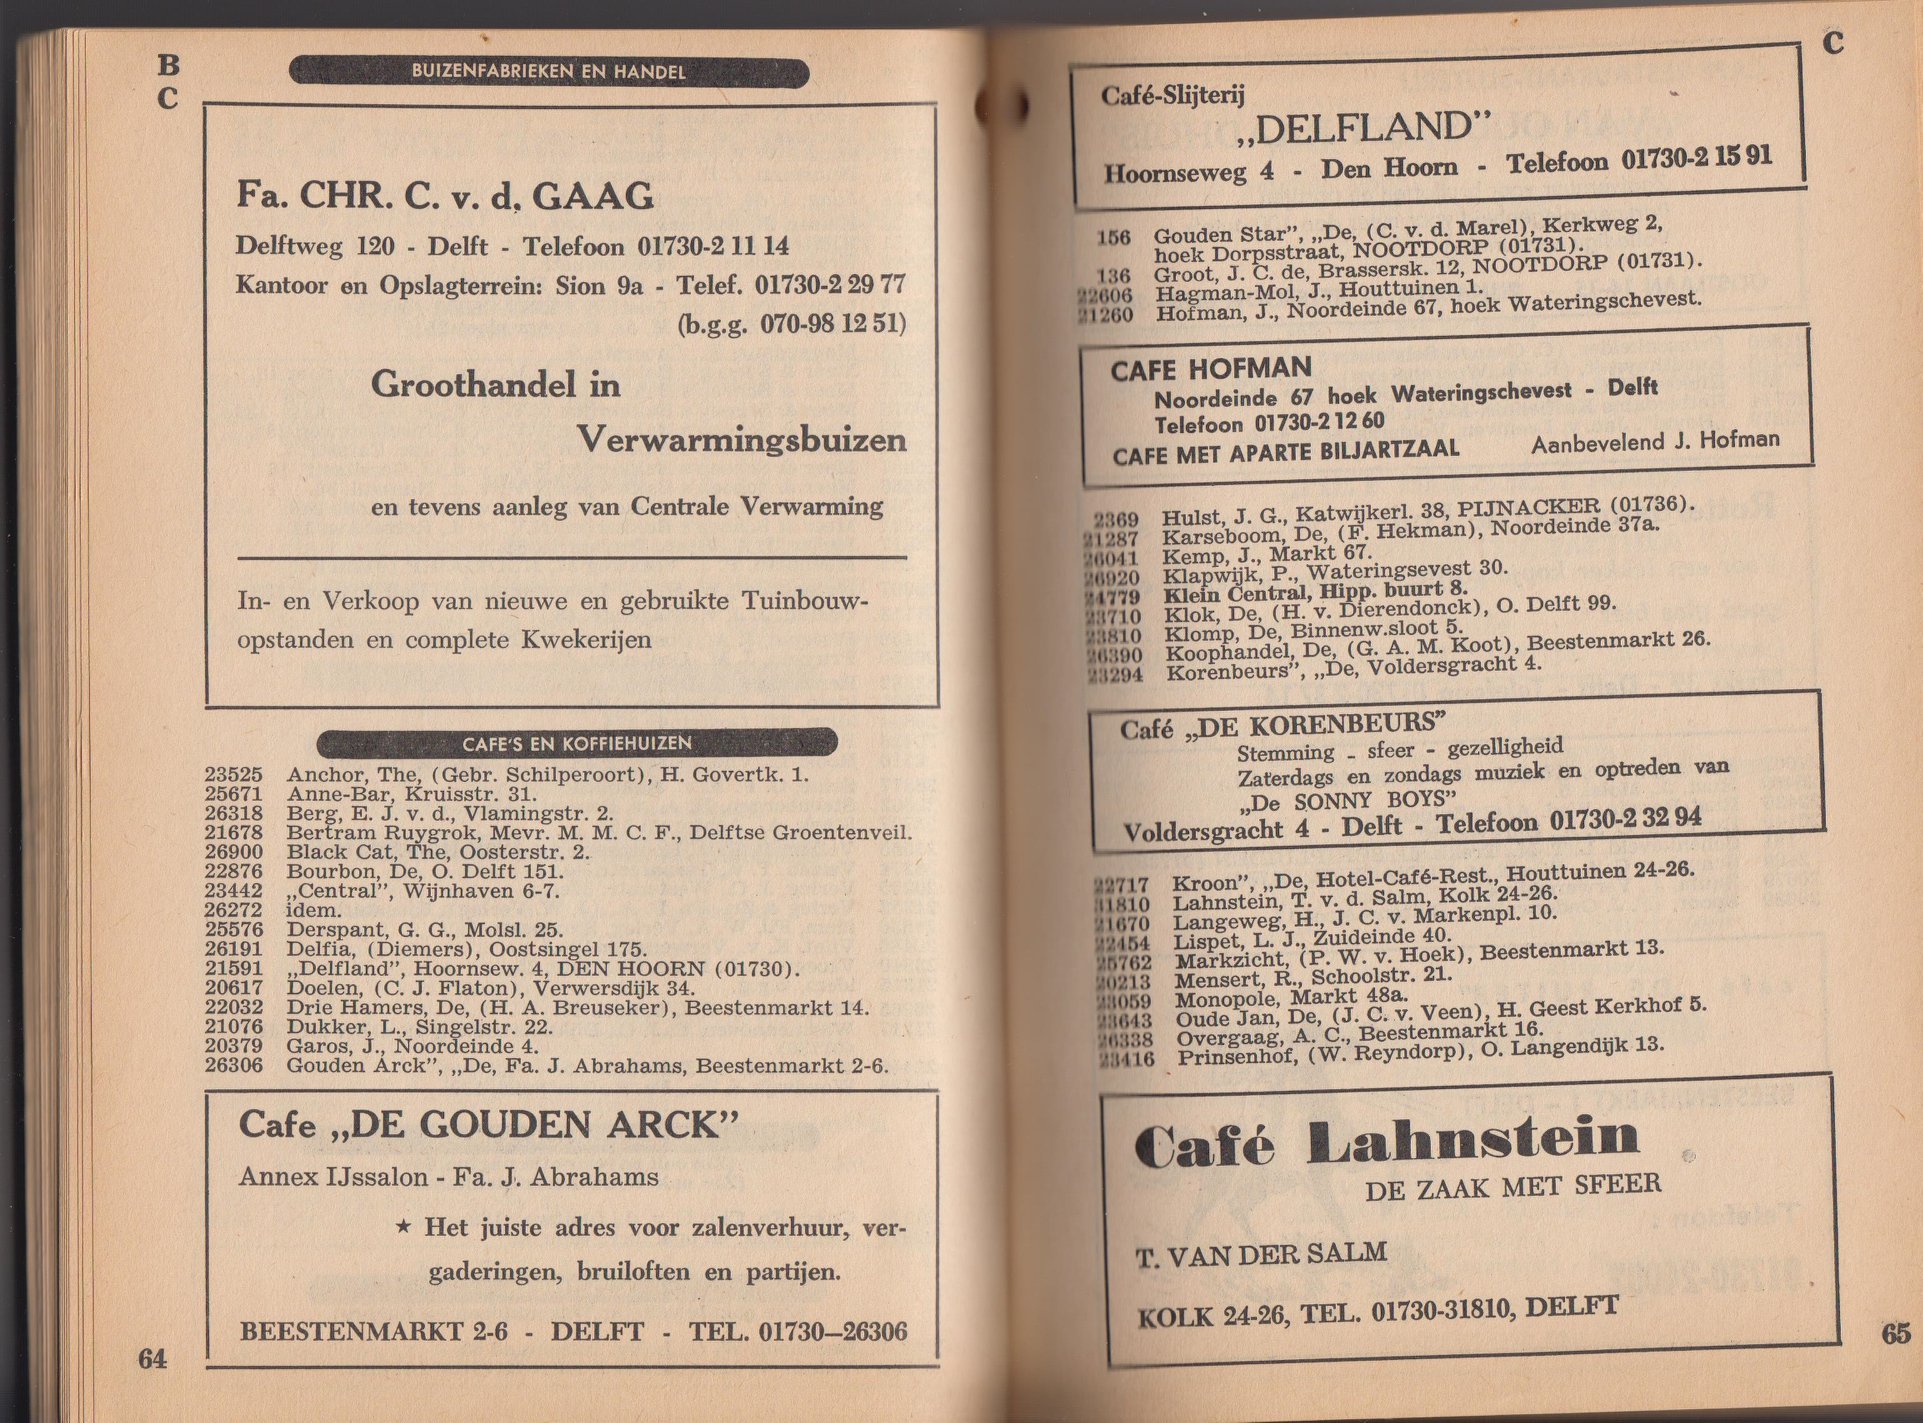 B
C
BUIZENFABRIEKEN EN HANDEL
Fa. CHR. C. v. d. GAAG
Delftweg 120 - Delft - Telefoon 01730-2 11 14
Kantoor en Opslagterrein: Sion 9a - Telef. 01730-2 29 77
(b.g.g. 070-98 12 51)
Groothandel in
Verwarmingsbuizen
en tevens aanleg van Centrale Verwarming
In- en Verkoop van nieuwe en gebruikte Tuinbouw-
opstanden en complete Kwekerijen
CAFE'S EN KOFFIEHUIZEN
23525 Anchor, The, (Gebr. Schilperoort), H. Govertk. 1.
25671 Anne-Bar, Kruisstr. 31.
26318 Berg, E. J. v. d., Vlamingstr. 2.
21678 Bertram Ruygrok, Mevr. M. M. C. F., Delftse Groentenveil.
26900 Black Cat, The, Oosterstr. 2.
22876 Bourbon, De, O. Delft 151.
23442 „Central”, Wijnhaven 6-7.
26272 idem.
25576 Derspant, G. G., Molsl. 25.
26191 Delfia, (Diemers), Oostsingel 175.
21591 „Delfland”, Hoornsew. 4, DEN HOORN (01730).
20617 Doelen, (C. J. Flaton), Verwersdijk 34.
22032 Drie Hamers, De, (H. A. Breuseker), Beestenmarkt 14.
21076 Dukker, L., Singelstr. 22.
20379 Garos, J., Noordeinde 4.
26306 Gouden Arck”, „De, Fa. J. Abrahams, Beestenmarkt 2-6.
Cafe „DE GOUDEN ARCK”
Annex IJssalon - Fa. J. Abrahams
★ Het juiste adres voor zalenverhuur, ver-
gaderingen, bruiloften en partijen.
BEESTENMARKT 2-6 - DELFT - TEL. 01730—26306
64
C
Café-Slijterij
„DELFLAND”
Hoornseweg 4 - Den Hoorn - Telefoon 01730-2 15 91
156 Gouden Star”, „De, (C. v. d. Marel), Kerkweg 2,
hoek Dorpsstraat, NOOTDORP (01731).
136 Groot, J. C. de, Brassersk. 12, NOOTDORP (01731).
22606 Hagman-Mol, J., Houttuinen 1.
21260 Hofman, J., Noordeinde 67, hoek Wateringschevest.
CAFE HOFMAN
Noordeinde 67 hoek Wateringschevest - Delft
Telefoon 01730-2 12 60
CAFE MET APARTE BILJARTZAAL Aanbevelend J. Hofman
2369 Hulst, J. G., Katwijkerl. 38, PIJNACKER (01736).
21287 Karseboom, De, (F. Hekman), Noordeinde 37a.
26041 Kemp, J., Markt 67.
26920 Klapwijk, P., Wateringsevest 30.
24779 Klein Central, Hipp. buurt 8.
23710 Klok, De, (H. v. Dierendonck), O. Delft 99.
23810 Klomp, De, Binnenw.sloot 5.
26390 Koophandel, De, (G. A. M. Koot), Beestenmarkt 26.
23294 Korenbeurs”, „De, Voldersgracht 4.
Café „DE KORENBEURS”
Stemming - sfeer - gezelligheid
Zaterdags en zondags muziek en optreden van
„De SONNY BOYS”
Voldersgracht 4 - Delft - Telefoon 01730-2 32 94
22717 Kroon”, „De, Hotel-Café-Rest., Houttuinen 24-26.
31810 Lahnstein, T. v. d. Salm, Kolk 24-26.
21670 Langeweg, H., J. C. v. Markenpl. 10.
22454 Lispet, L. J., Zuideinde 40.
25762 Markzicht, (P. W. v. Hoek), Beestenmarkt 13.
20213 Mensert, R., Schoolstr. 21.
23059 Monopole, Markt 48a.
23643 Oude Jan, De, (J. C. v. Veen), H. Geest Kerkhof 5.
26338 Overgaag, A. C., Beestenmarkt 16.
23416 Prinsenhof, (W. Reyndorp), O. Langendijk 13.
Café Lahnstein
DE ZAAK MET SFEER
T. VAN DER SALM
KOLK 24-26, TEL. 01730-31810, DELFT
65